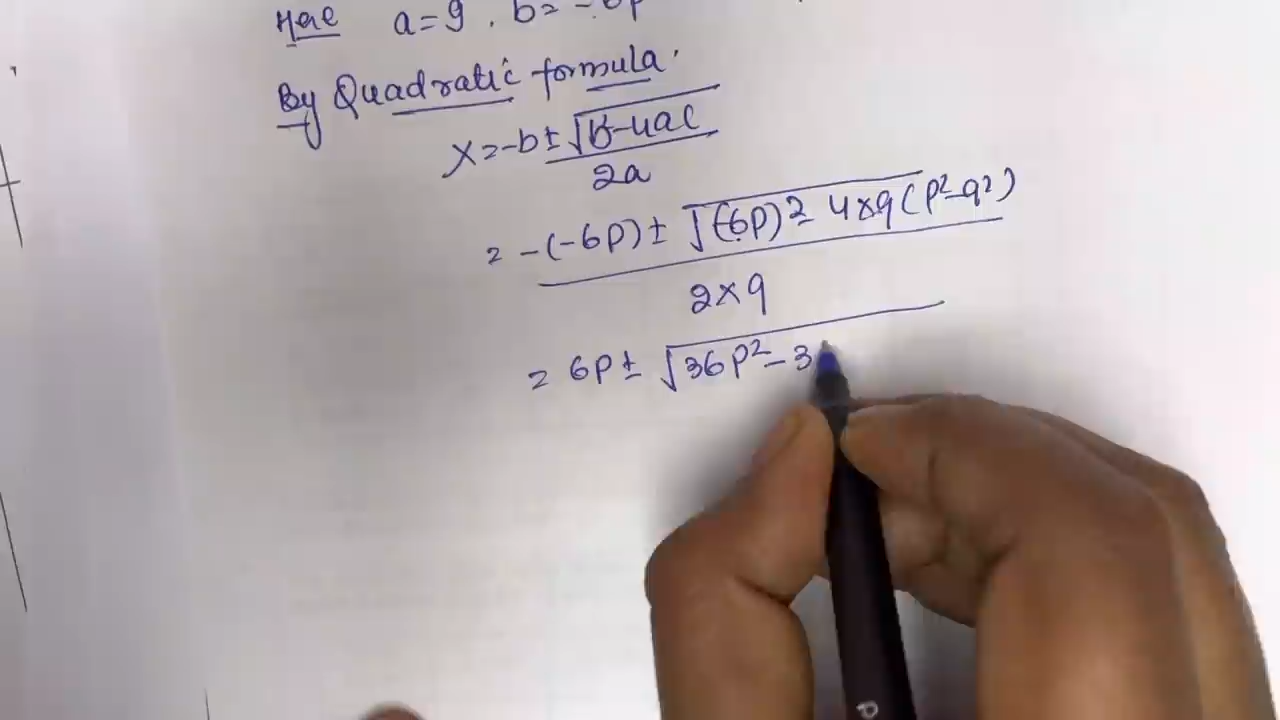 Here a=9 . b= -6p
By Quadratic formula.
x=-b±√b-4ac
2a
= -(-6p)± √(-6p)2 4×9(p²-q²)
2×9
= 6p± √36p²-3